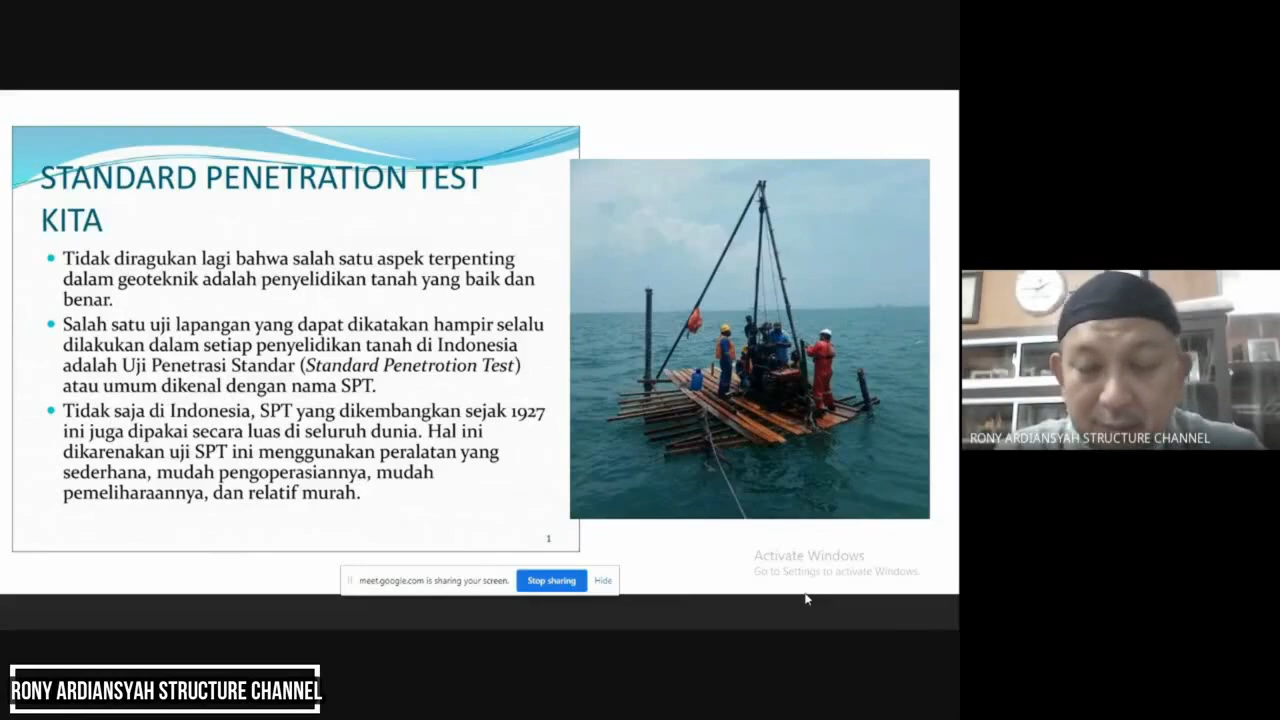 STANDARD PENETRATION TEST
KITA
• Tidak diragukan lagi bahwa salah satu aspek terpenting
dalam geoteknik adalah penyelidikan tanah yang baik dan
benar.
• Salah satu uji lapangan yang dapat dikatakan hampir selalu
dilakukan dalam setiap penyelidikan tanah di Indonesia
adalah Uji Penetrasi Standar (Standard Penetrotion Test)
atau umum dikenal dengan nama SPT.
• Tidak saja di Indonesia, SPT yang dikembangkan sejak 1927
ini juga dipakai secara luas di seluruh dunia. Hal ini
dikarenakan uji SPT ini menggunakan peralatan yang
sederhana, mudah pengoperasiannya, mudah
pemeliharaannya, dan relatif murah.
1
Activate Windows
Go to Settings to activate Windows.
meet.google.com is sharing your screen.
Stop sharing
Hide
RONY ARDIANSYAH STRUCTURE CHANNEL
RONY ARDIANSYAH STRUCTURE CHANNEL